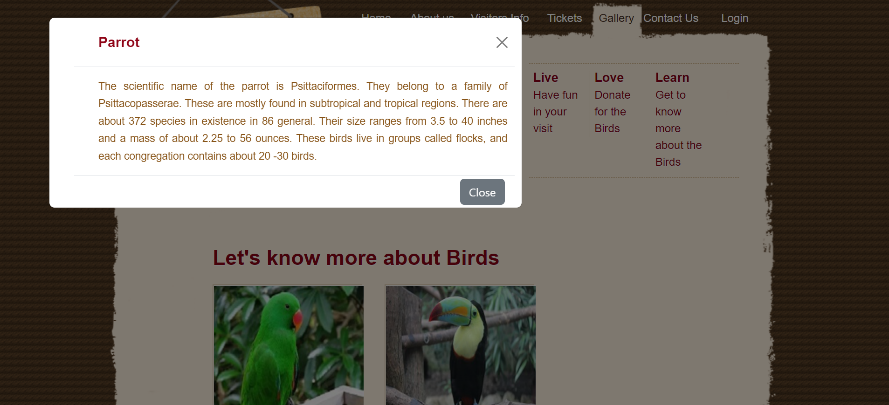 Home About us Visitors Info Tickets Gallery Contact Us Login
Parrot
The scientific name of the parrot is Psittaciformes. They belong to a family of
Psittacopasserae. These are mostly found in subtropical and tropical regions. There are
about 372 species in existence in 86 general. Their size ranges from 3.5 to 40 inches
and a mass of about 2.25 to 56 ounces. These birds live in groups called flocks, and
each congregation contains about 20 -30 birds.
Close
Live
Have fun
in your
visit
Love
Donate
for the
Birds
Learn
Get to
know
more
about the
Birds
Let's know more about Birds